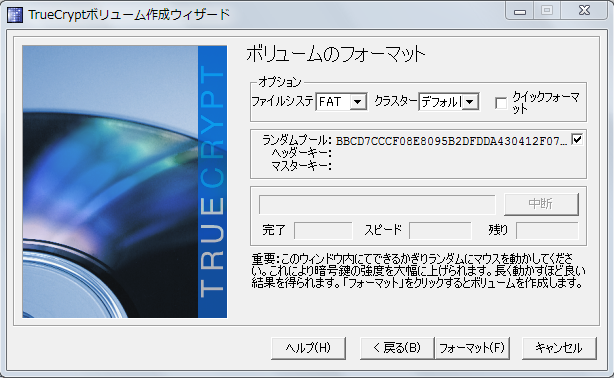 TrueCryptボリューム作成ウィザード
ボリュームのフォーマット
オプション
ファイルシステ FAT クラスター デフォル クイックフォーマ
ット
ランダムプール: BBCD7CCCF08E8095B2DFDDA430412F07...
ヘッダーキー:
マスターキー:
中断
完了 スピード 残り
重要:このウィンドウ内にてできるかぎりランダムにマウスを動かしてくださ
い。これにより暗号鍵の強度を大幅に上げられます。長く動かすほど良い
結果を得られます。「フォーマット」をクリックするとボリュームを作成します。
TRUECRYPT
ヘルプ(H) < 戻る(B) フォーマット(F) キャンセル